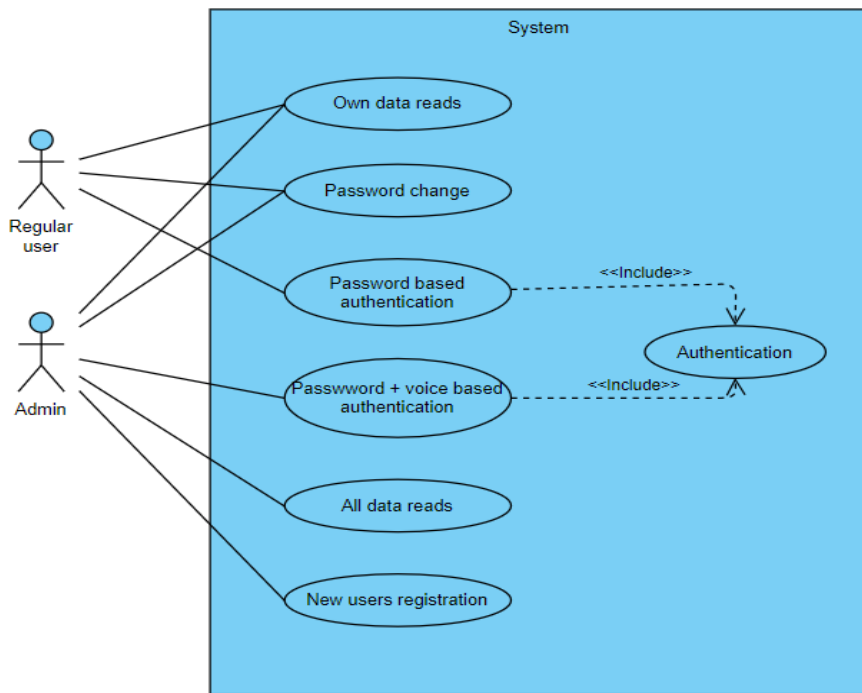 System
Own data reads
Regular
user
Password change
<<Include>>
Password based
authentication
Authentication
Admin
Passwword + voice based
authentication
<<Include>>
All data reads
New users registration